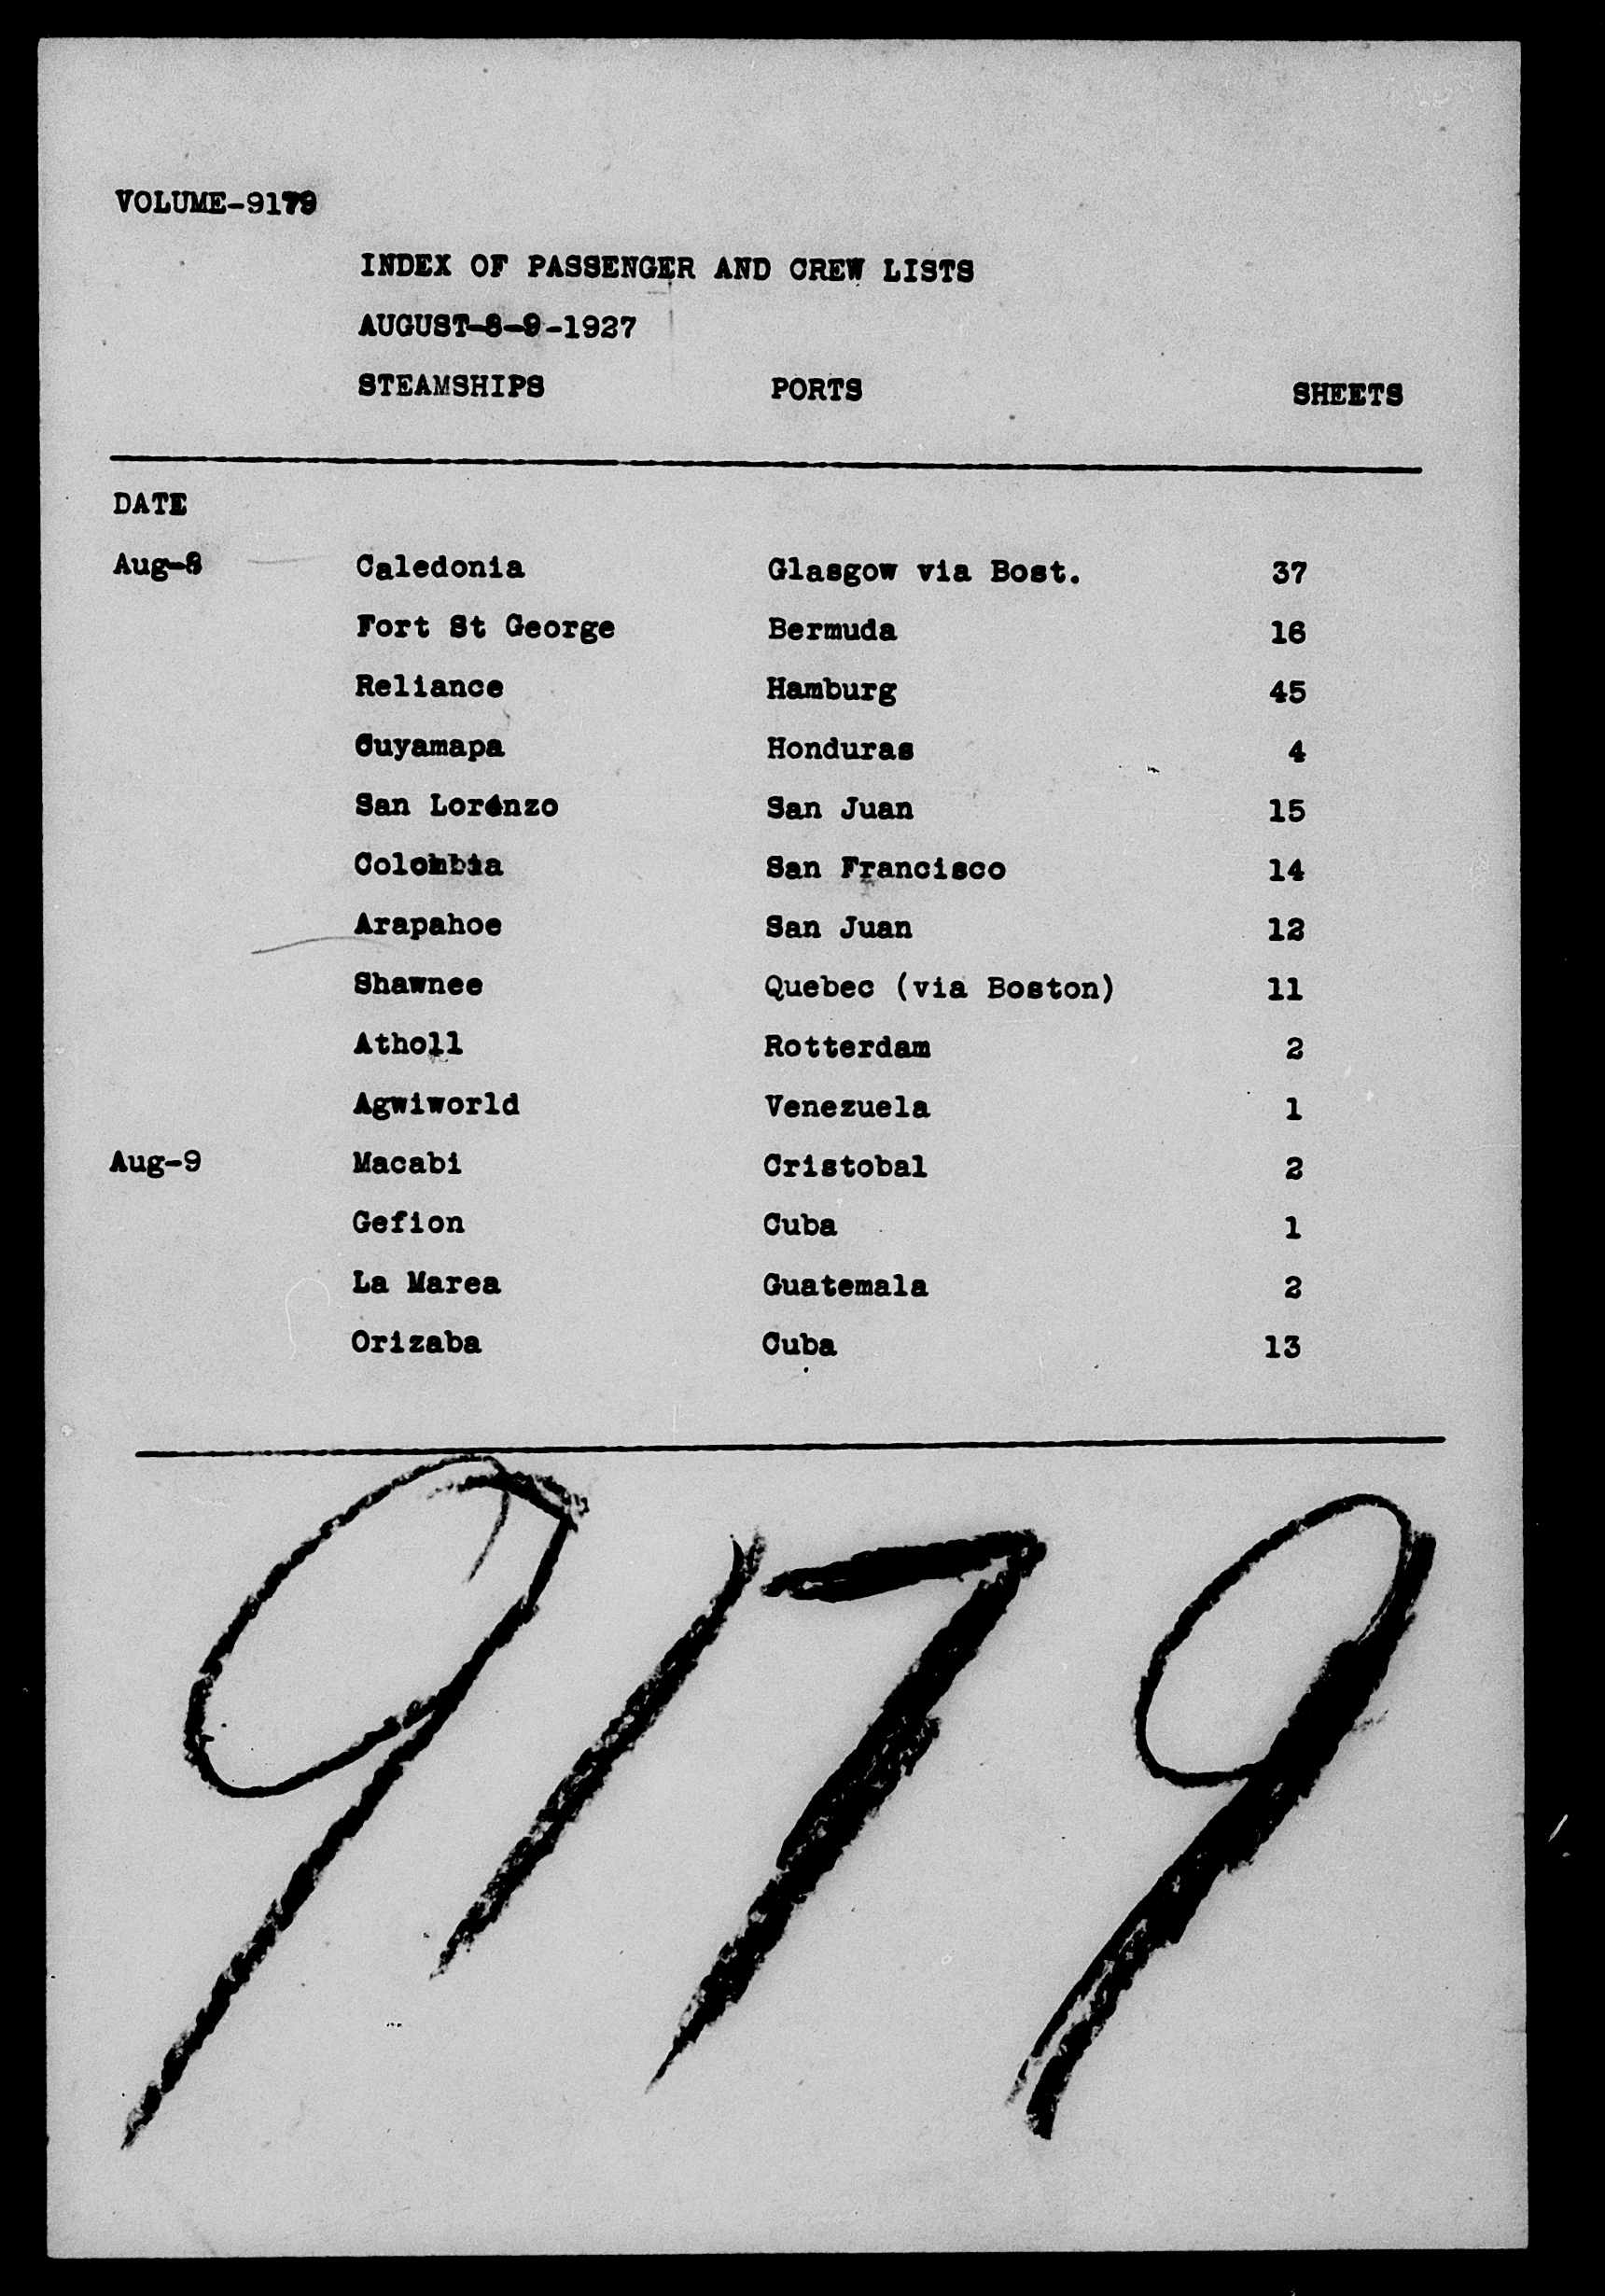 VOLUME-9179
INDEX OF PASSENGER AND CREW LISTS
AUGUST-8-9-1927
STEAMSHIPS PORTS SHEETS
DATE
Aug-8 Caledonia Glasgow via Bost. 37
Fort St George Bermuda 16
Reliance Hamburg 45
Cuyamapa Honduras 4
San Lorenzo San Juan 15
Colombia San Francisco 14
Arapahoe San Juan 12
Shawnee Quebec (via Boston) 11
Atholl Rotterdam 2
Agwiworld Venezuela 1
Aug-9 Macabi Cristobal 2
Gefion Cuba 1
La Marea Guatemala 2
Orizaba Cuba 13
9179